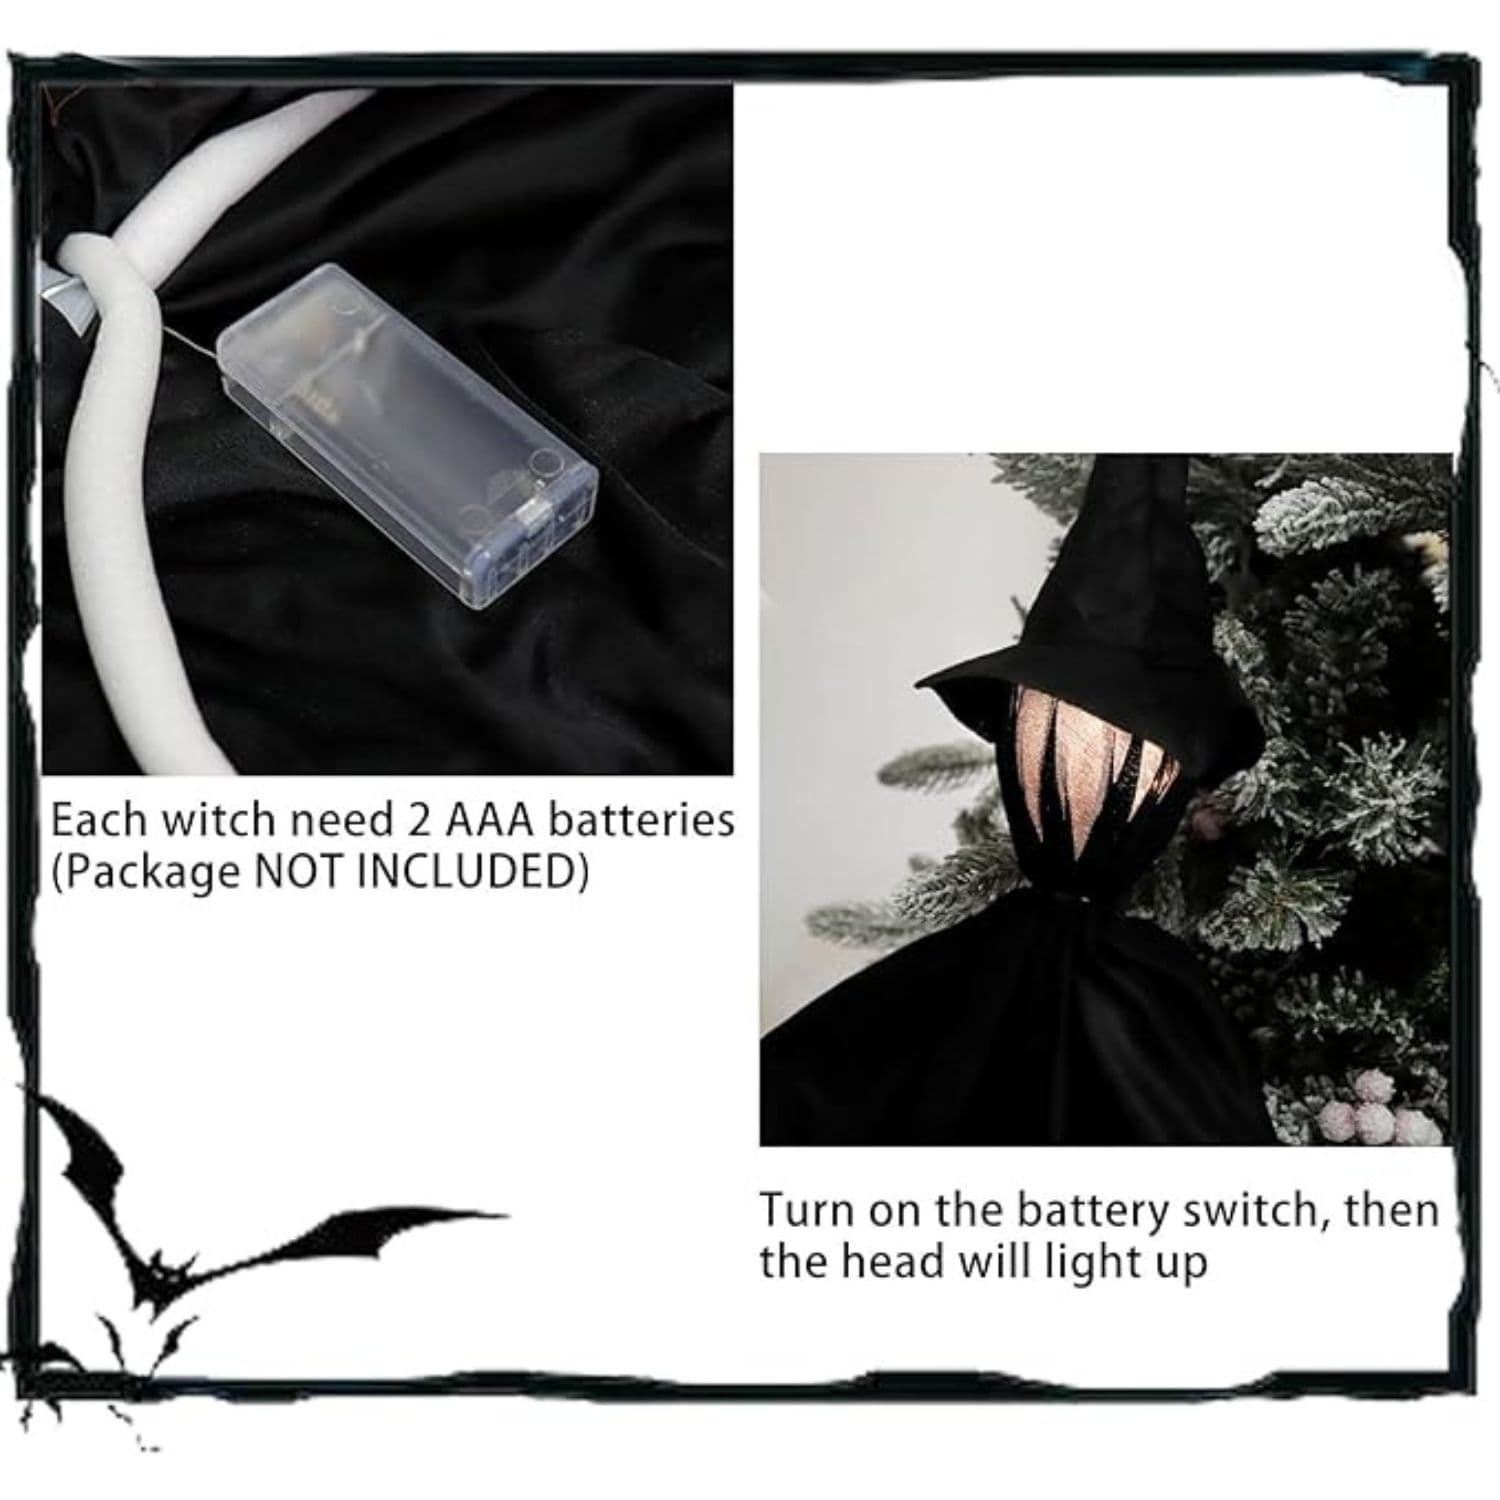 Each witch need 2 AAA batteries
(Package NOT INCLUDED)
Turn on the battery switch, then
the head will light up